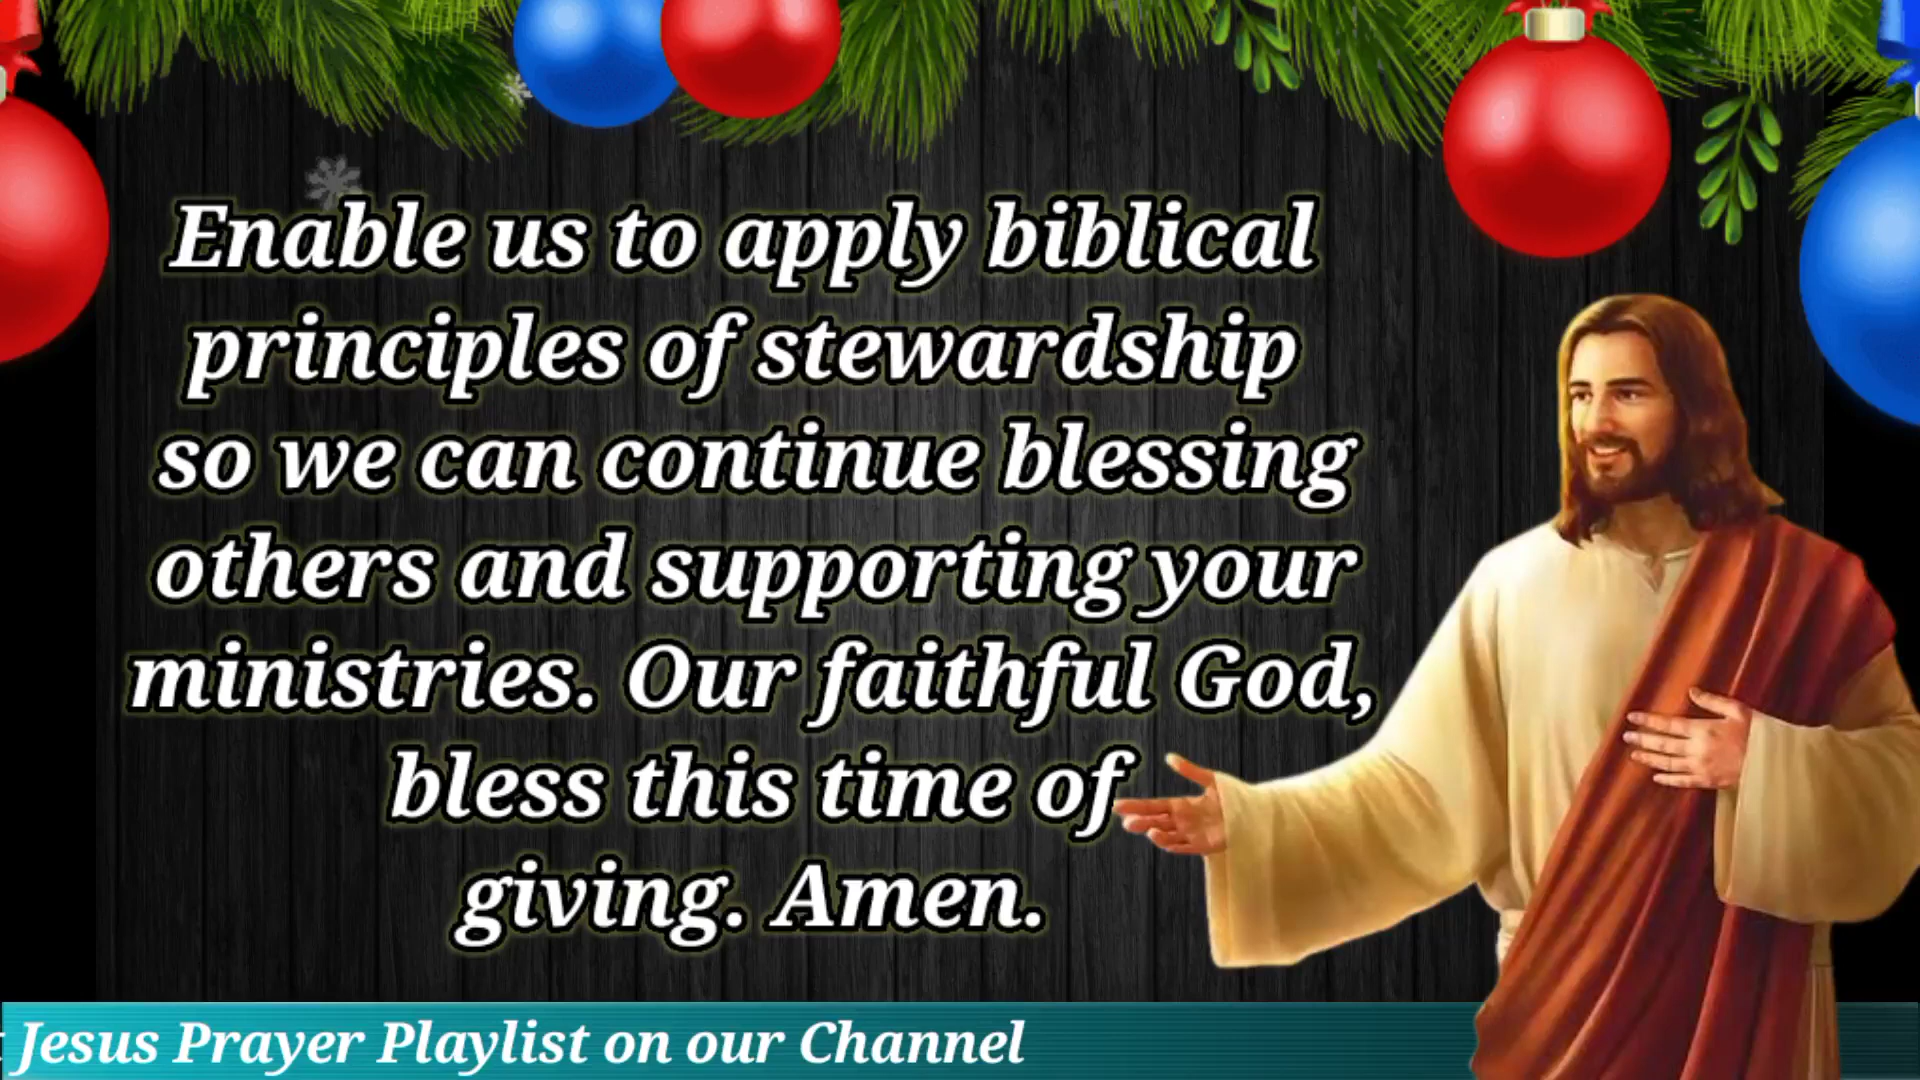 Enable us to apply biblical
principles of stewardship
so we can continue blessing
others and supporting your
ministries. Our faithful God,
bless this time of
giving. Amen.
Jesus Prayer Playlist on our Channel